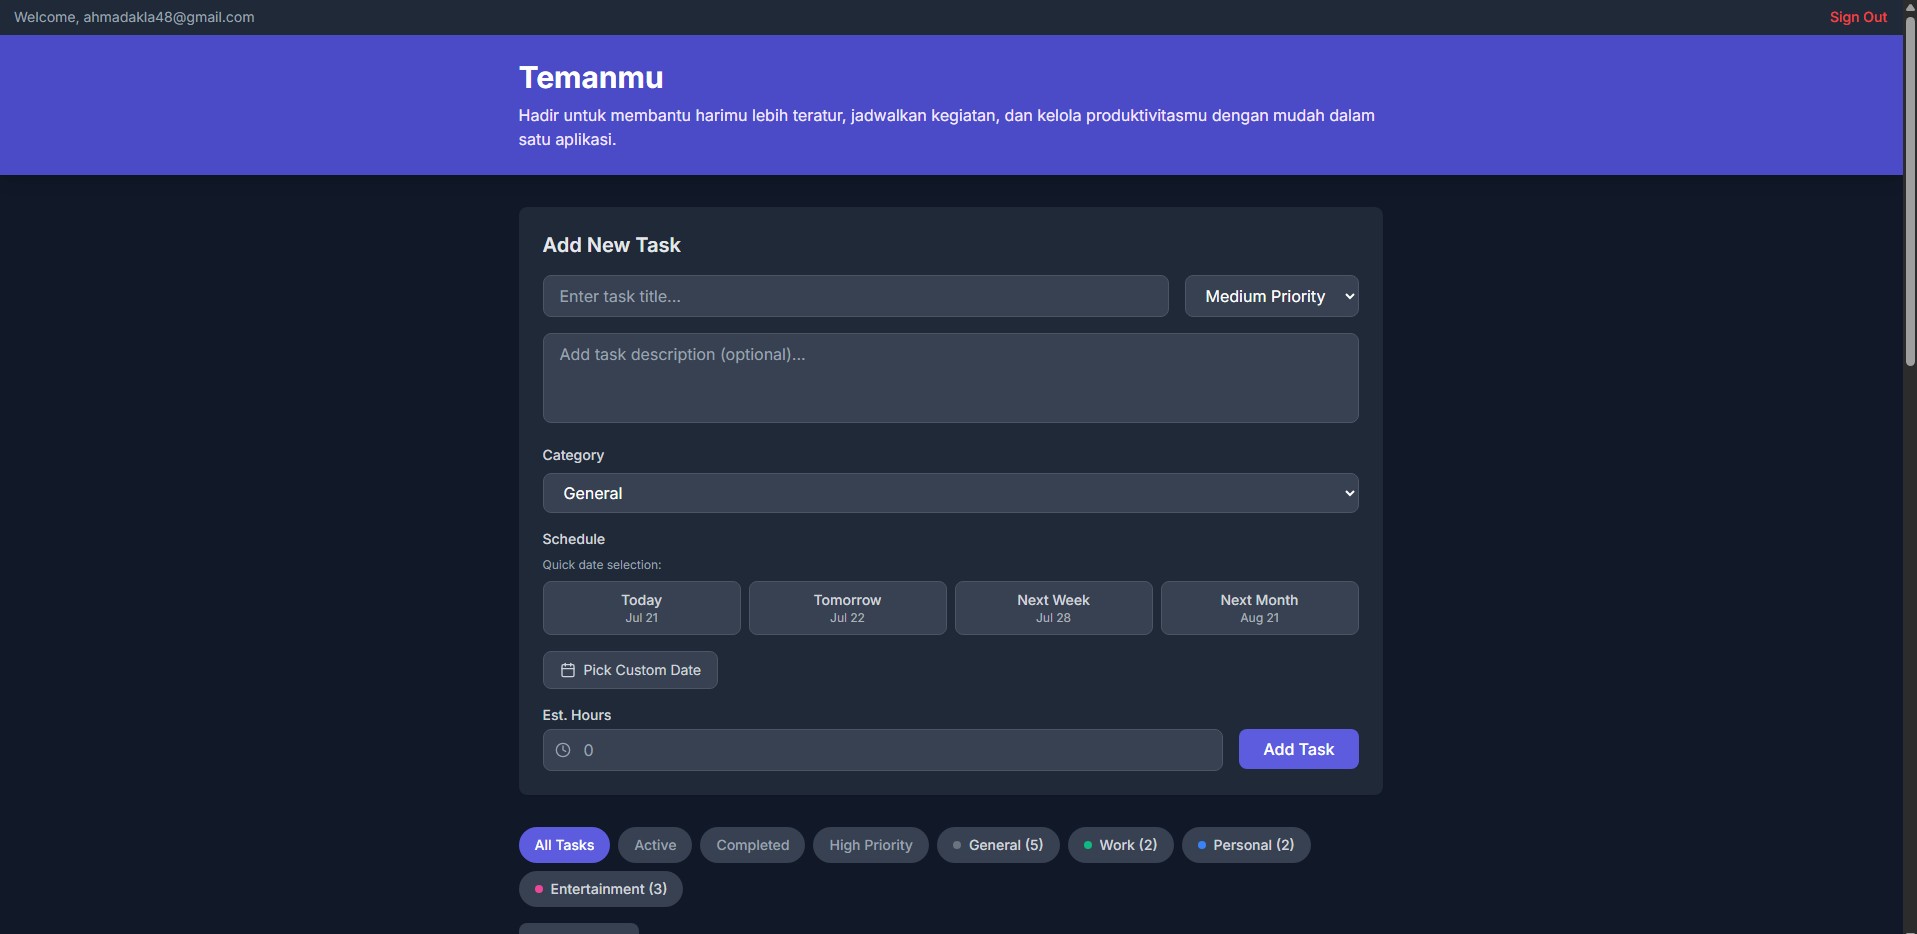 Welcome, ahmadakla48@gmail.com
Sign Out
Temanmu
Hadir untuk membantu harimu lebih teratur, jadwalkan kegiatan, dan kelola produktivitasmu dengan mudah dalam
satu aplikasi.
Add New Task
Enter task title...
Medium Priority
Add task description (optional)...
Category
General
Schedule
Quick date selection:
Today
Jul 21
Tomorrow
Jul 22
Next Week
Jul 28
Next Month
Aug 21
Pick Custom Date
Est. Hours
0
Add Task
All Tasks
Active
Completed
High Priority
General (5)
Work (2)
Personal (2)
Entertainment (3)